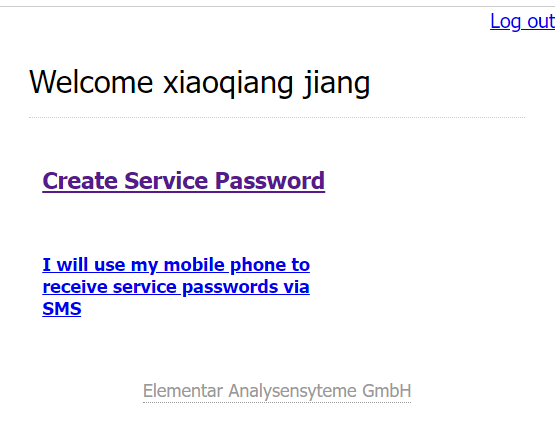 Log out
Welcome xiaoqiang jiang
Create Service Password
I will use my mobile phone to
receive service passwords via
SMS
Elementar Analysensyteme GmbH